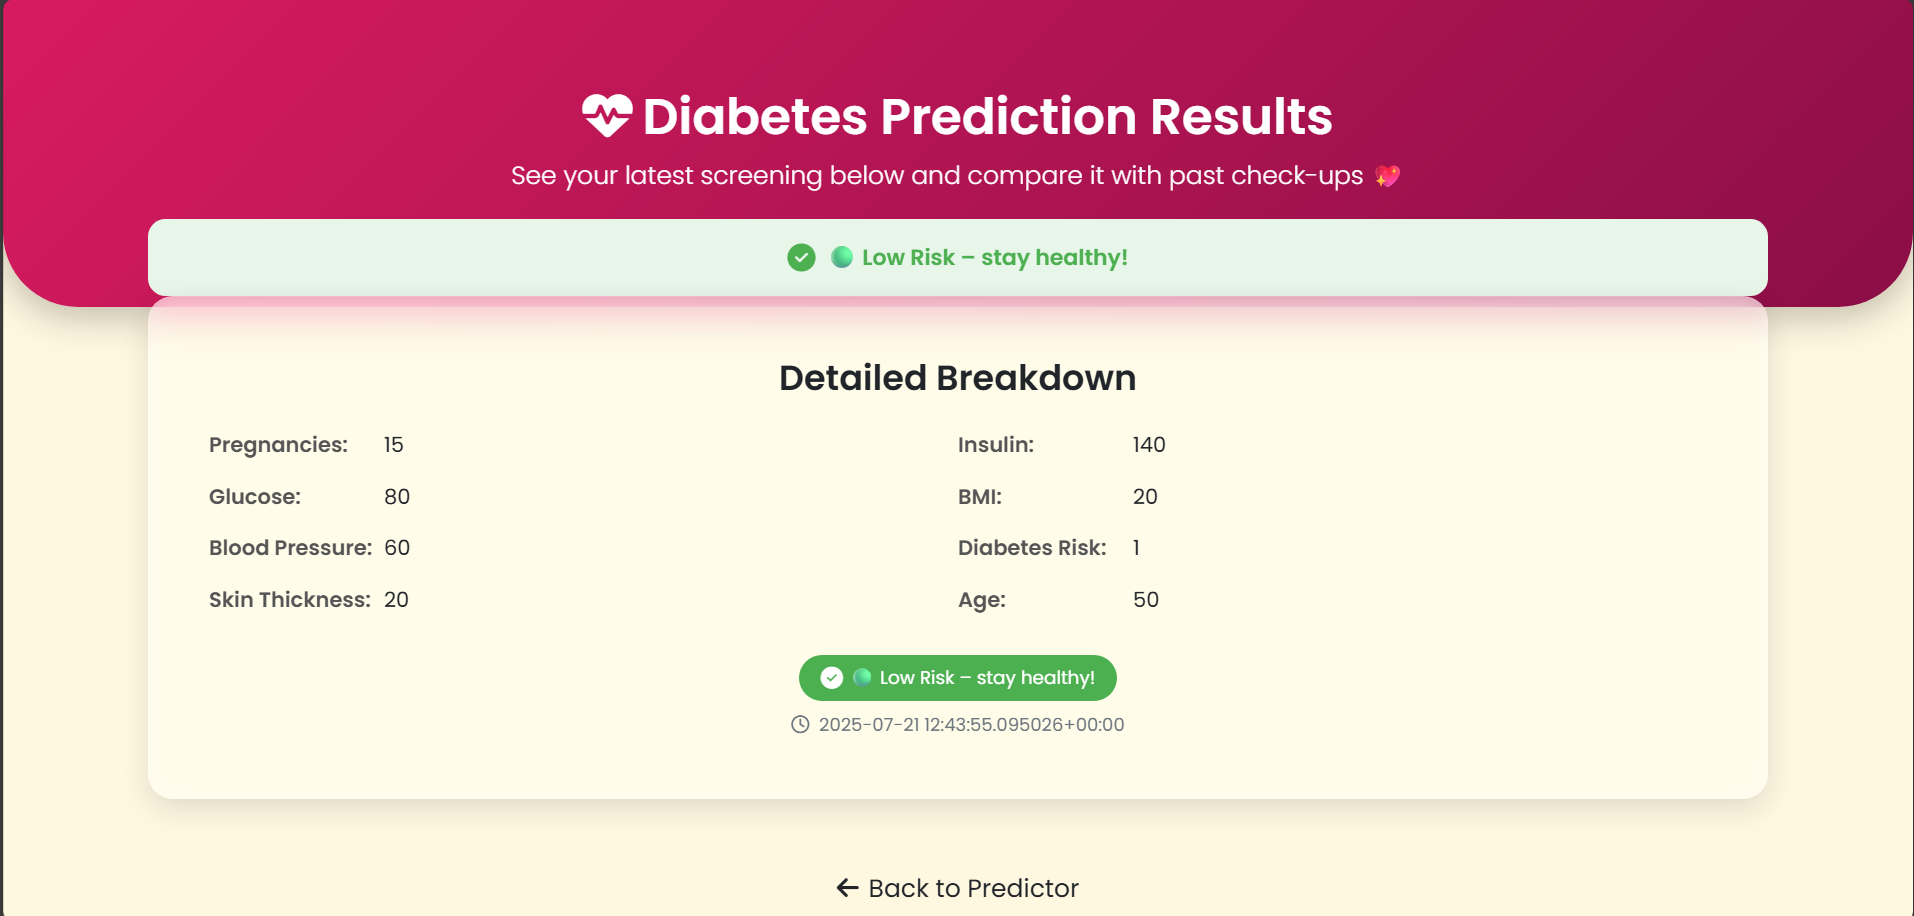 Diabetes Prediction Results
See your latest screening below and compare it with past check-ups 💖
Low Risk – stay healthy!
Detailed Breakdown
Pregnancies: 15
Glucose: 80
Blood Pressure: 60
Skin Thickness: 20
Insulin: 140
BMI: 20
Diabetes Risk: 1
Age: 50
Low Risk – stay healthy!
2025-07-21 12:43:55.095026+00:00
Back to Predictor